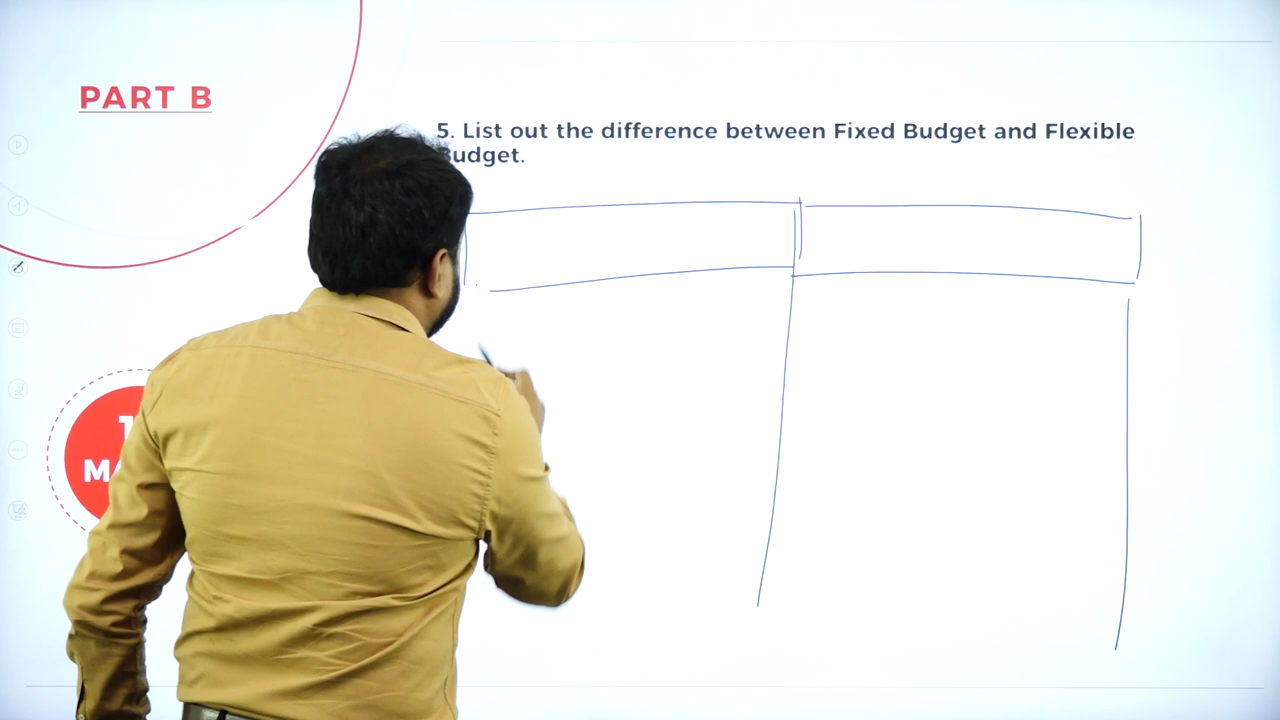 PART B
5. List out the difference between Fixed Budget and Flexible
udget.